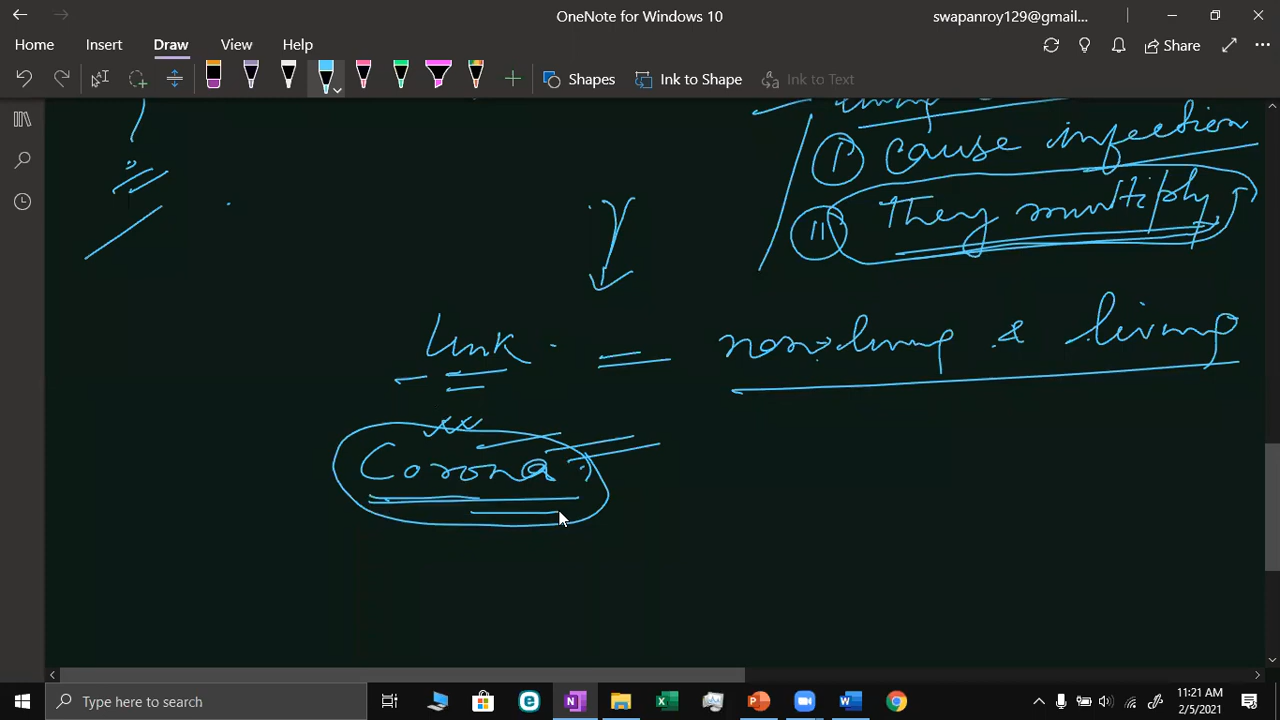 OneNote for Windows 10
swapanroy129@gmail...
Home Insert Draw View Help
Share
Shapes Ink to Shape Ink to Text
I cause infection
II They multiply
Link = non-living & living
Corona
Type here to search
11:21 AM
2/5/2021